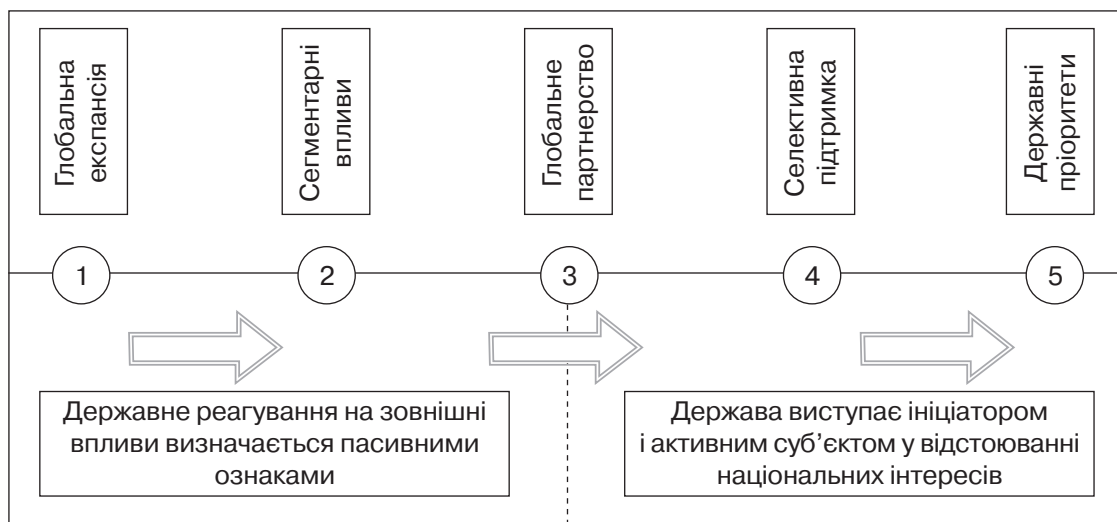 Глобальна
експансія
Сегментарні
впливи
Глобальне
партнерство
Селективна
підтримка
Державні
пріоритети
1
2
3
4
5
Державне реагування на зовнішні
впливи визначається пасивними
ознаками
Держава виступає ініціатором
і активним суб’єктом у відстоюванні
національних інтересів